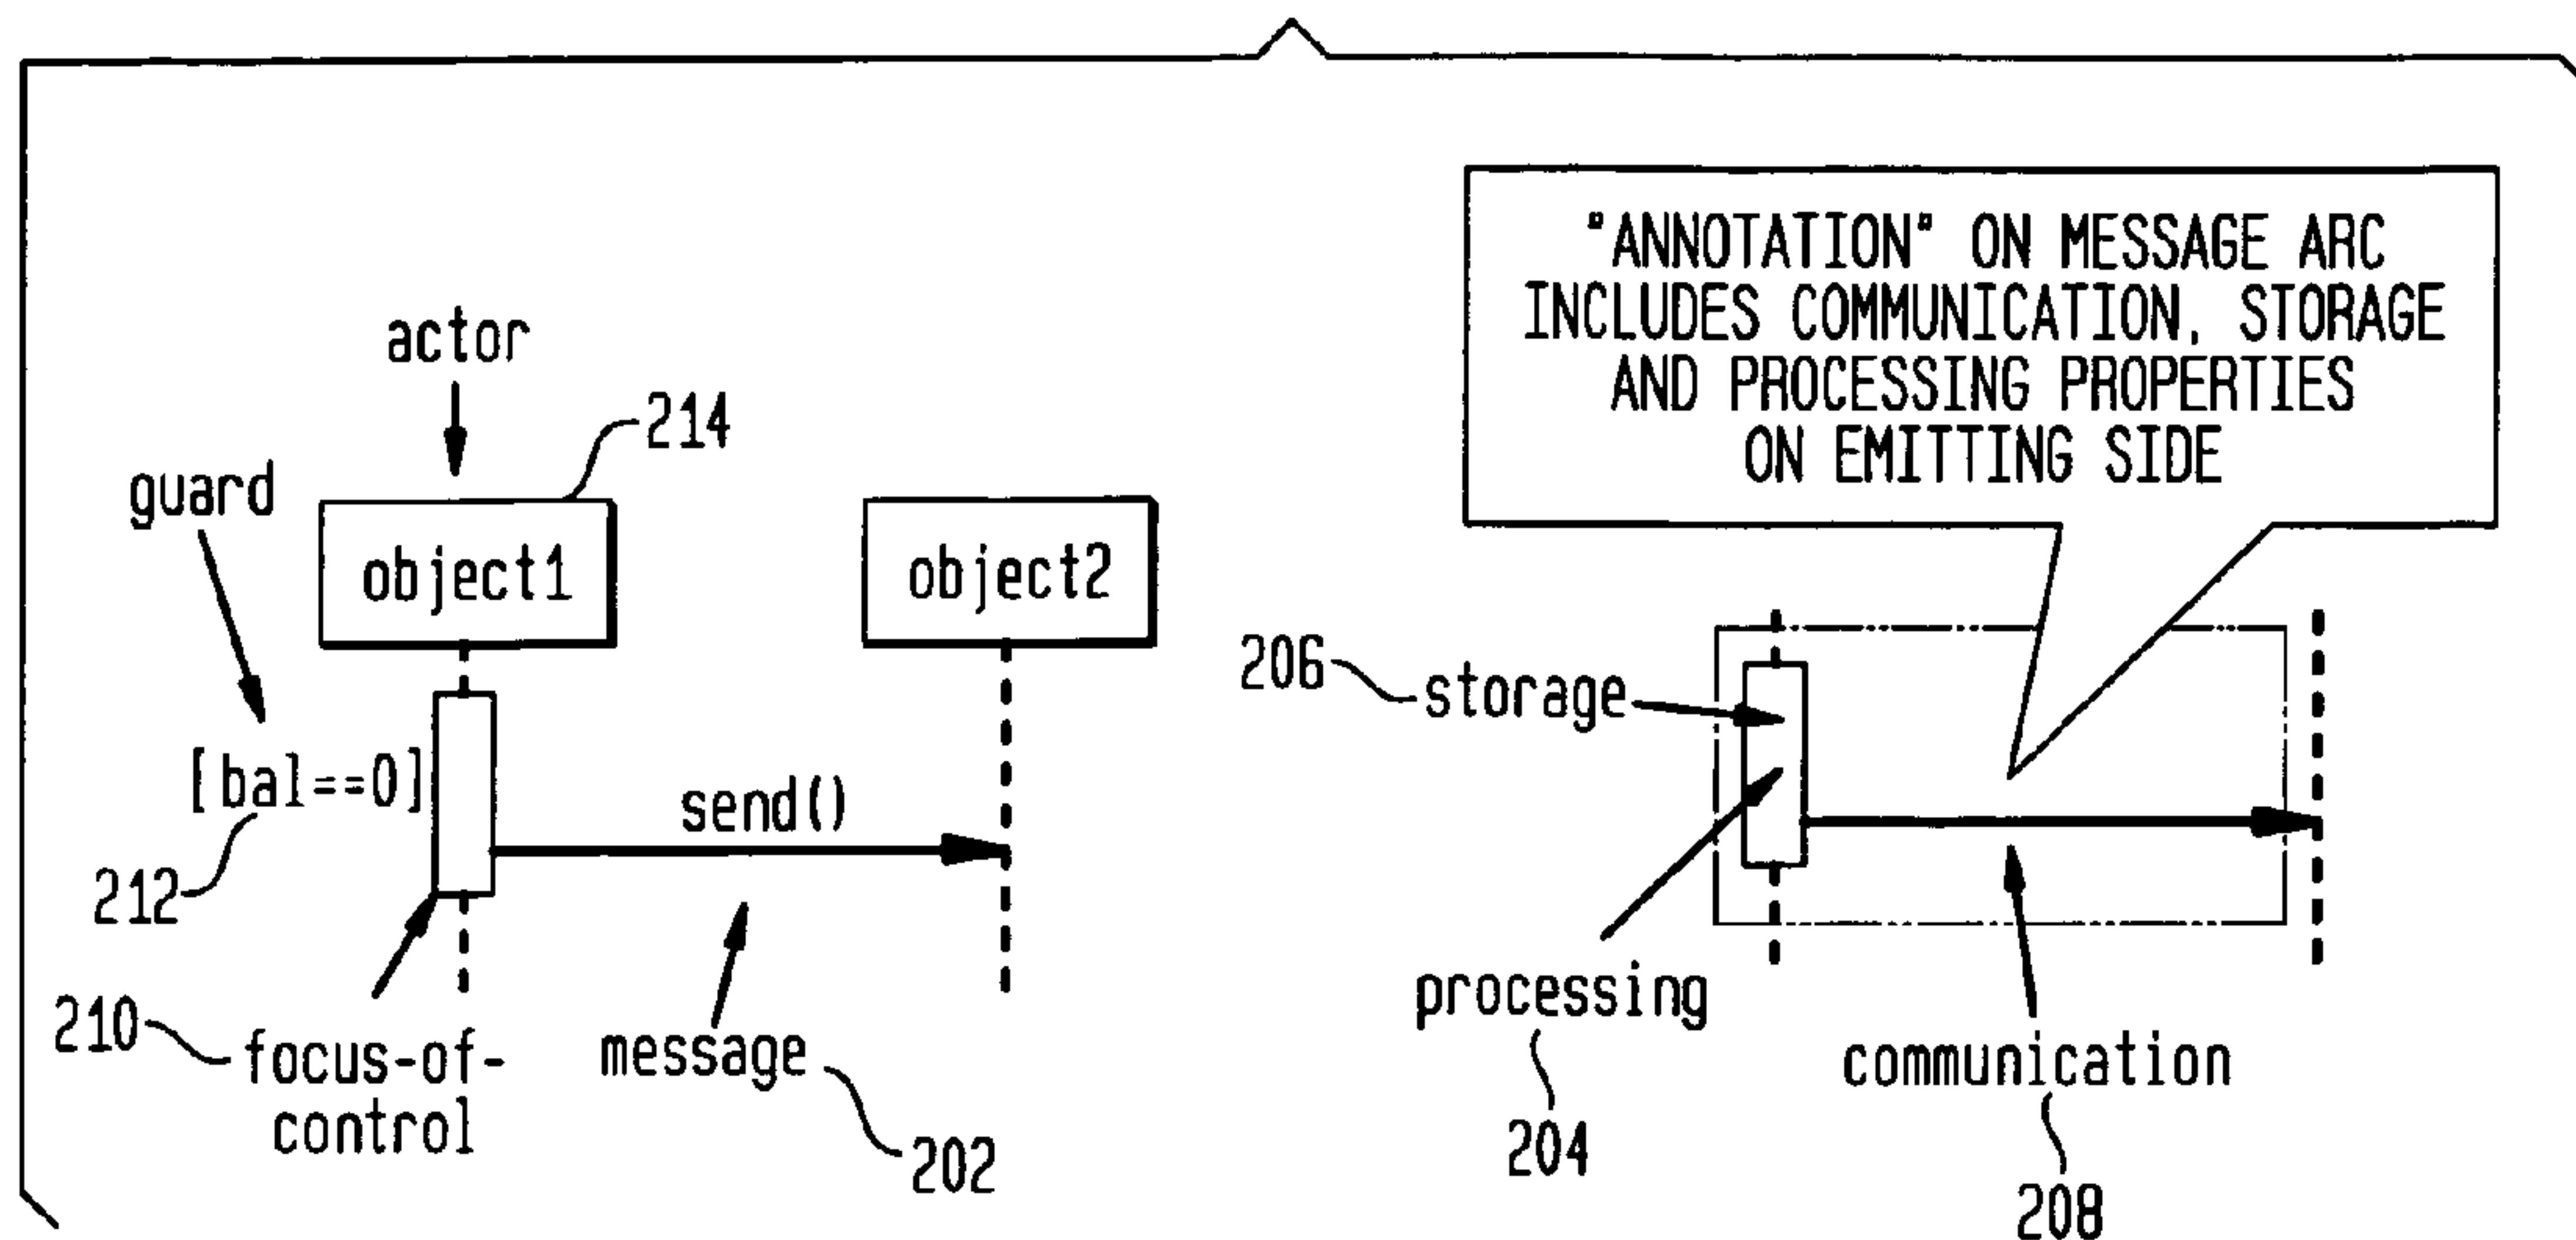 actor
214
guard
object1
object2
[bal==0]
send()
212
210
focus-of-
control
message
202
"ANNOTATION" ON MESSAGE ARC
INCLUDES COMMUNICATION, STORAGE
AND PROCESSING PROPERTIES
ON EMITTING SIDE
206
storage
processing
204
communication
208